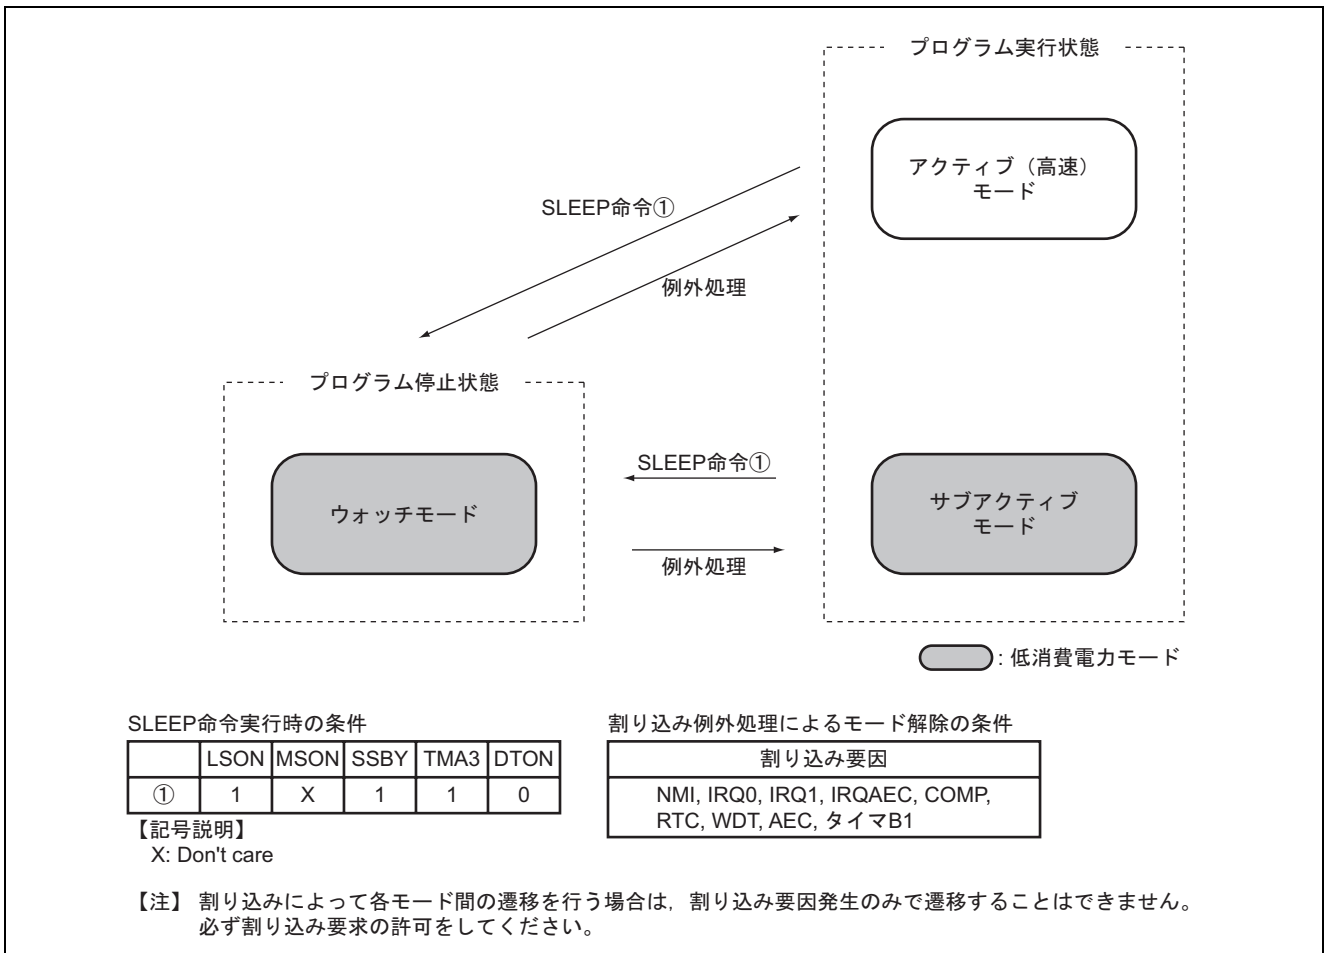 プログラム実行状態
アクティブ（高速）
モード
SLEEP命令①
例外処理
プログラム停止状態
ウォッチモード
SLEEP命令①
例外処理
サブアクティブ
モード
: 低消費電力モード
SLEEP命令実行時の条件
LSON MSON SSBY TMA3 DTON
① 1 X 1 1 0
【記号説明】
X: Don't care
割り込み例外処理によるモード解除の条件
割り込み要因
NMI, IRQ0, IRQ1, IRQAEC, COMP,
RTC, WDT, AEC, タイマB1
【注】 割り込みによって各モード間の遷移を行う場合は，割り込み要因発生のみで遷移することはできません。
必ず割り込み要求の許可をしてください。